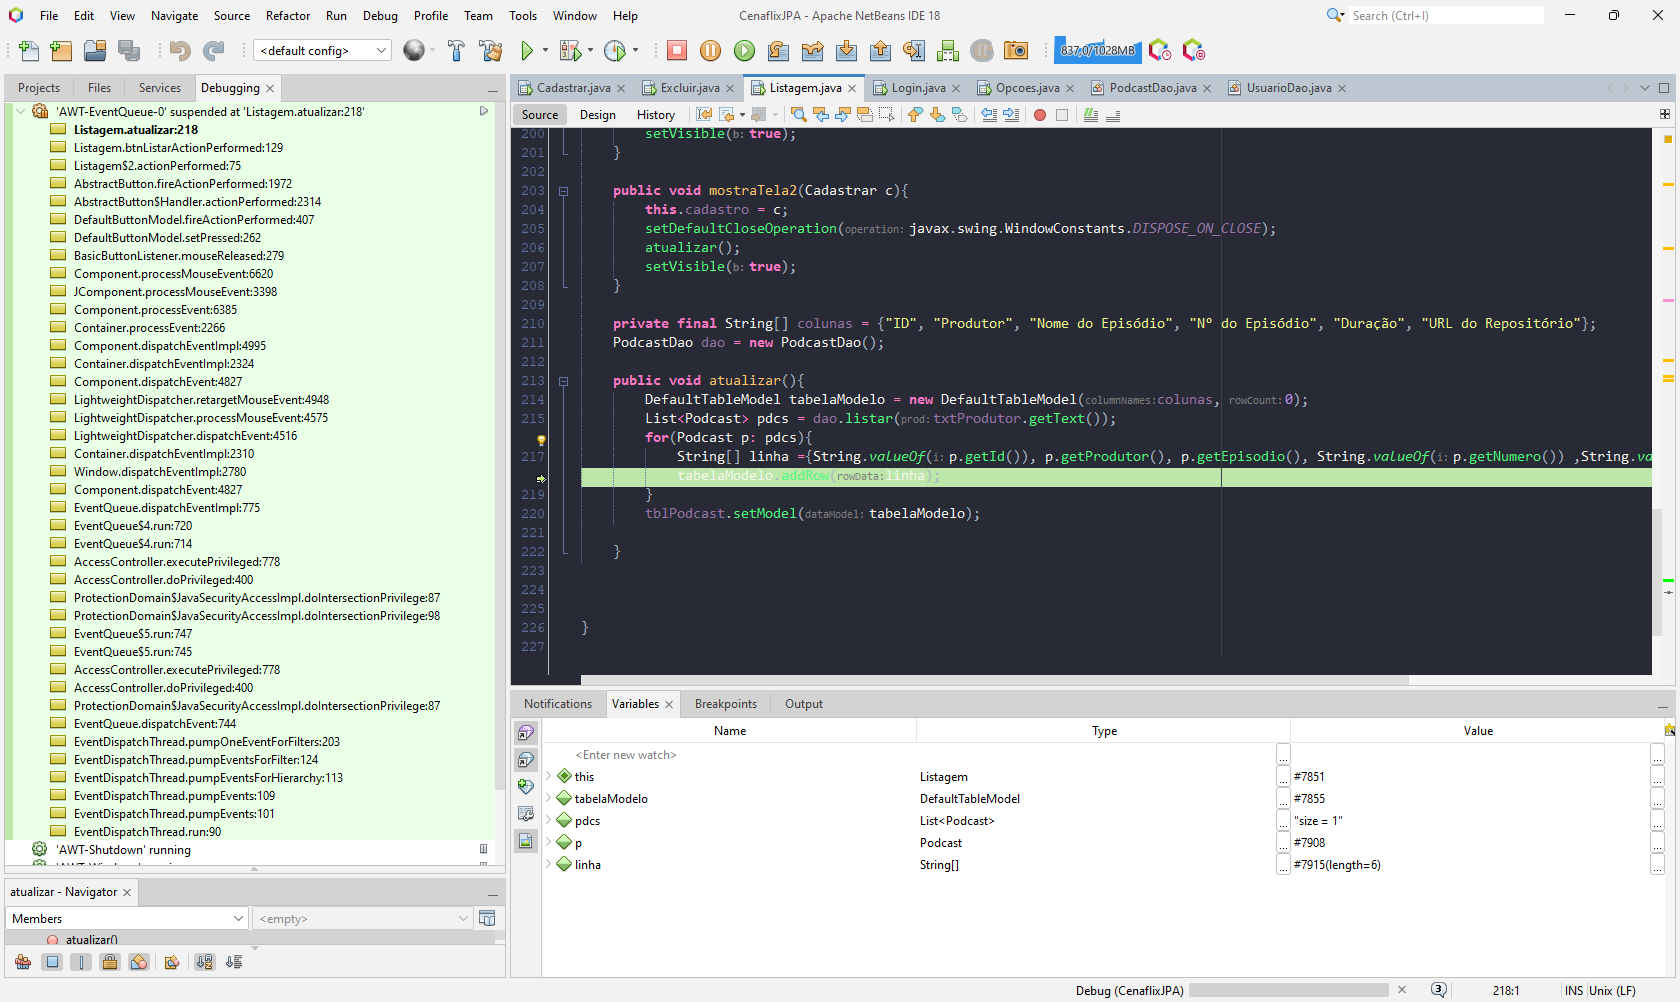 File Edit View Navigate Source Refactor Run Debug Profile Team Tools Window Help
CenaflixJPA - Apache NetBeans IDE 18
Search (Ctrl+I)
<default config>
837,0/1028MB
Projects Files Services Debugging
'AWT-EventQueue-0' suspended at 'Listagem.atualizar:218'
Listagem.atualizar:218
Listagem.btnListarActionPerformed:129
Listagem$2.actionPerformed:75
AbstractButton.fireActionPerformed:1972
AbstractButton$Handler.actionPerformed:2314
DefaultButtonModel.fireActionPerformed:407
DefaultButtonModel.setPressed:262
BasicButtonListener.mouseReleased:279
Component.processMouseEvent:6620
JComponent.processMouseEvent:3398
Component.processEvent:6385
Container.processEvent:2266
Component.dispatchEventImpl:4995
Container.dispatchEventImpl:2324
Component.dispatchEvent:4827
LightweightDispatcher.retargetMouseEvent:4948
LightweightDispatcher.processMouseEvent:4575
LightweightDispatcher.dispatchEvent:4516
Container.dispatchEventImpl:2310
Window.dispatchEventImpl:2780
Component.dispatchEvent:4827
EventQueue.dispatchEventImpl:775
EventQueue$4.run:720
EventQueue$4.run:714
AccessController.executePrivileged:778
AccessController.doPrivileged:400
ProtectionDomain$JavaSecurityAccessImpl.doIntersectionPrivilege:87
ProtectionDomain$JavaSecurityAccessImpl.doIntersectionPrivilege:98
EventQueue$5.run:747
EventQueue$5.run:745
AccessController.executePrivileged:778
AccessController.doPrivileged:400
ProtectionDomain$JavaSecurityAccessImpl.doIntersectionPrivilege:87
EventQueue.dispatchEvent:744
EventDispatchThread.pumpOneEventForFilters:203
EventDispatchThread.pumpEventsForFilter:124
EventDispatchThread.pumpEventsForHierarchy:113
EventDispatchThread.pumpEvents:109
EventDispatchThread.pumpEvents:101
EventDispatchThread.run:90
'AWT-Shutdown' running
atualizar - Navigator
Members
<empty>
atualizar()
Cadastrar.java Excluir.java Listagem.java Login.java Opcoes.java PodcastDao.java UsuarioDao.java
Source Design History
200 setVisible(b: true);
201 }
202
203 public void mostraTela2(Cadastrar c){
204 this.cadastro = c;
205 setDefaultCloseOperation(operation: javax.swing.WindowConstants.DISPOSE_ON_CLOSE);
206 atualizar();
207 setVisible(b: true);
208 }
209
210 private final String[] colunas = {"ID", "Produtor", "Nome do Episódio", "Nº do Episódio", "Duração", "URL do Repositório"};
211 PodcastDao dao = new PodcastDao();
212
213 public void atualizar(){
214 DefaultTableModel tabelaModelo = new DefaultTableModel(columnNames:colunas, rowCount:0);
215 List<Podcast> pdcs = dao.listar(prod:txtProdutor.getText());
for(Podcast p: pdcs){
217 String[] linha ={String.valueOf(i: p.getId()), p.getProdutor(), p.getEpisodio(), String.valueOf(i: p.getNumero()) ,String.va
tabelaModelo.addRow(rowData:linha);
219 }
220 tblPodcast.setModel(dataModel: tabelaModelo);
221
222 }
223
224
225
226 }
227
Notifications Variables Breakpoints Output
Name Type Value
<Enter new watch> ... ...
this Listagem ... #7851 ...
tabelaModelo DefaultTableModel ... #7855 ...
pdcs List<Podcast> ... "size = 1" ...
p Podcast ... #7908 ...
linha String[] ... #7915(length=6) ...
Debug (CenaflixJPA)
3
218:1
INS Unix (LF)